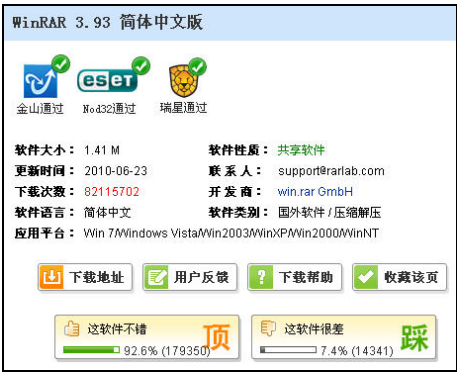 WinRAR 3.93 简体中文版
eseT
金山通过 Nod32通过 瑞星通过
软件大小： 1.41 M 软件性质： 共享软件
更新时间： 2010-06-23 联 系 人： support@rarlab.com
下载次数： 82115702 开 发 商： win.rar GmbH
软件语言： 简体中文 软件类别： 国外软件 / 压缩解压
应用平台： Win 7/Windows Vista/Win2003/WinXP/Win2000/WinNT
下载地址 用户反馈 ? 下载帮助 收藏该页
这软件不错 顶 这软件很差 踩
92.6% (179350) 7.4% (14341)